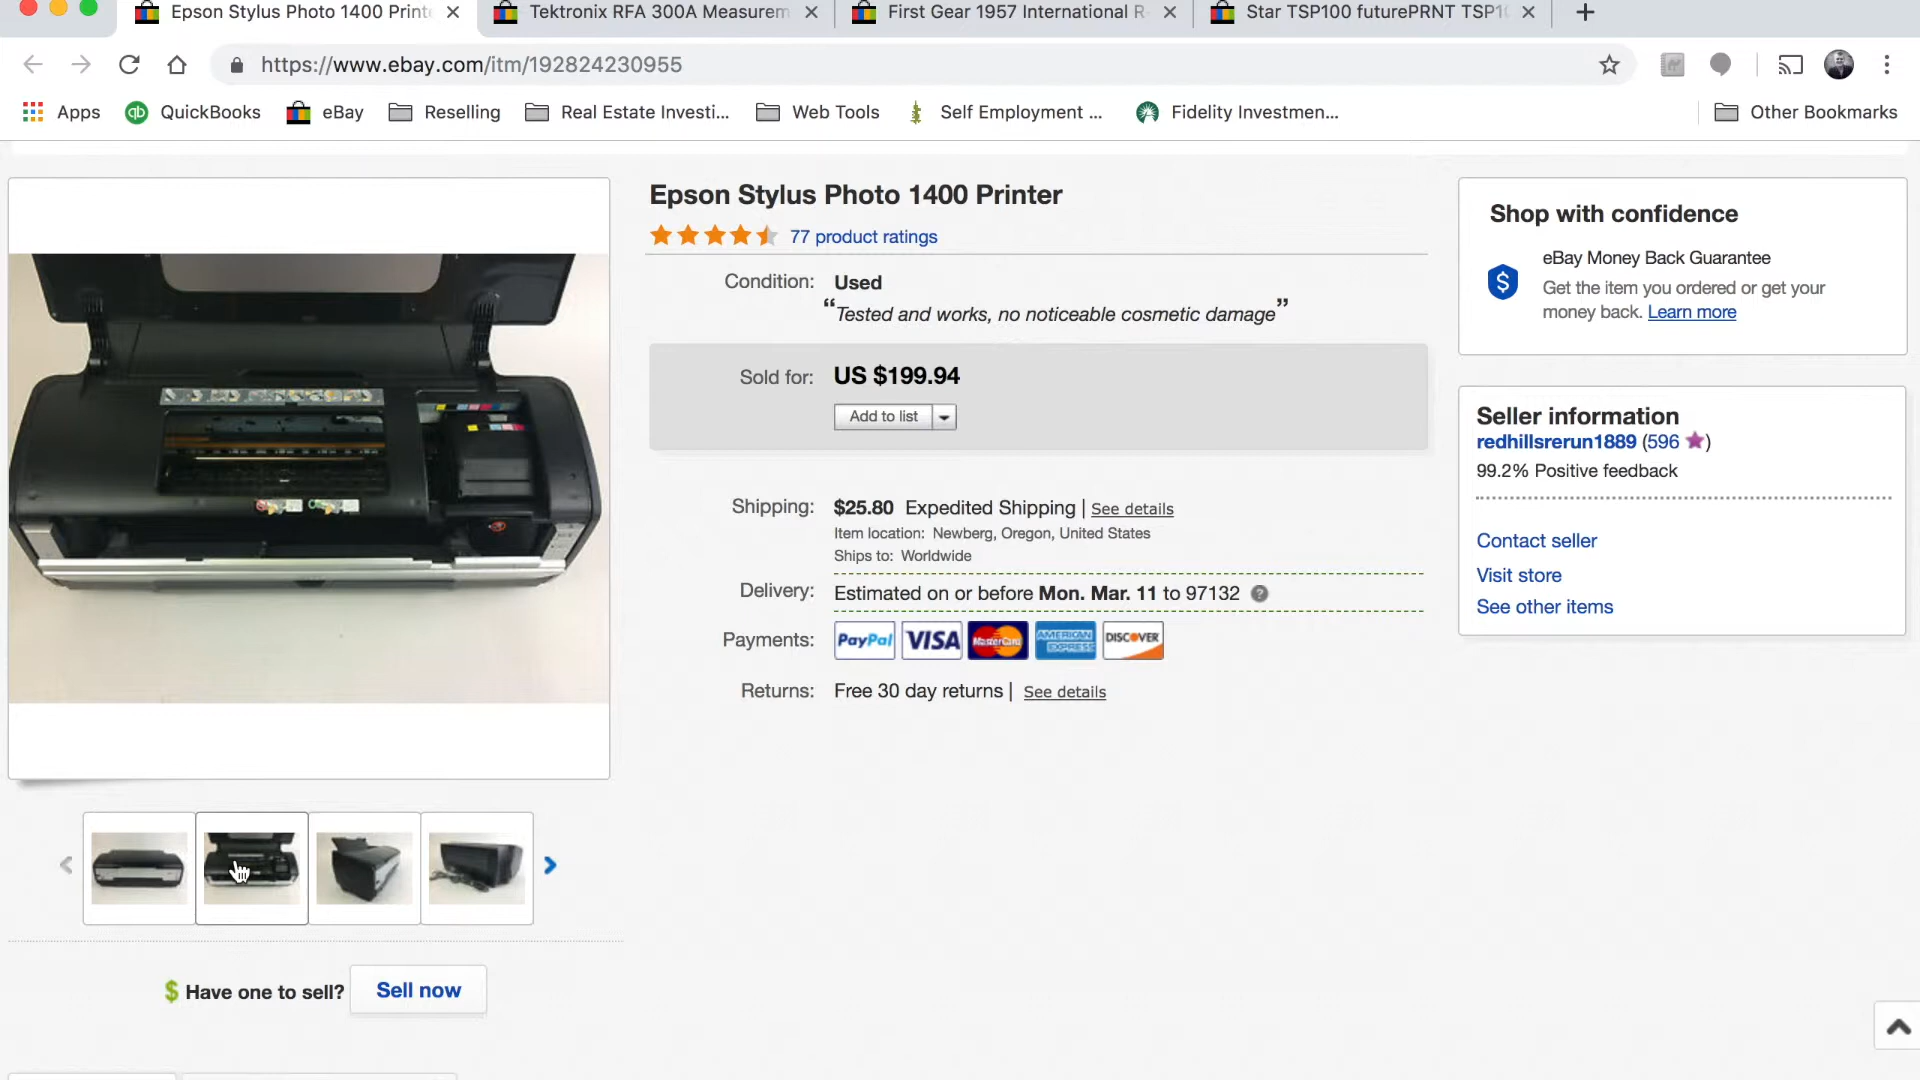 Epson Stylus Photo 1400 Print
Tektronix RFA 300A Measurem
First Gear 1957 International R
Star TSP100 futurePRNT TSP1
https://www.ebay.com/itm/192824230955
Apps
QuickBooks
eBay
Reselling
Real Estate Investi...
Web Tools
Self Employment ...
Fidelity Investmen...
Other Bookmarks
Epson Stylus Photo 1400 Printer
77 product ratings
Condition: Used
“Tested and works, no noticeable cosmetic damage”
Sold for: US $199.94
Add to list
Shipping: $25.80 Expedited Shipping | See details
Item location: Newberg, Oregon, United States
Ships to: Worldwide
Delivery: Estimated on or before Mon. Mar. 11 to 97132
Payments: PayPal VISA MasterCard AMERICAN EXPRESS DISCOVER
Returns: Free 30 day returns | See details
Shop with confidence
eBay Money Back Guarantee
Get the item you ordered or get your
money back. Learn more
Seller information
redhillsrerun1889 (596)
99.2% Positive feedback
Contact seller
Visit store
See other items
$ Have one to sell? Sell now